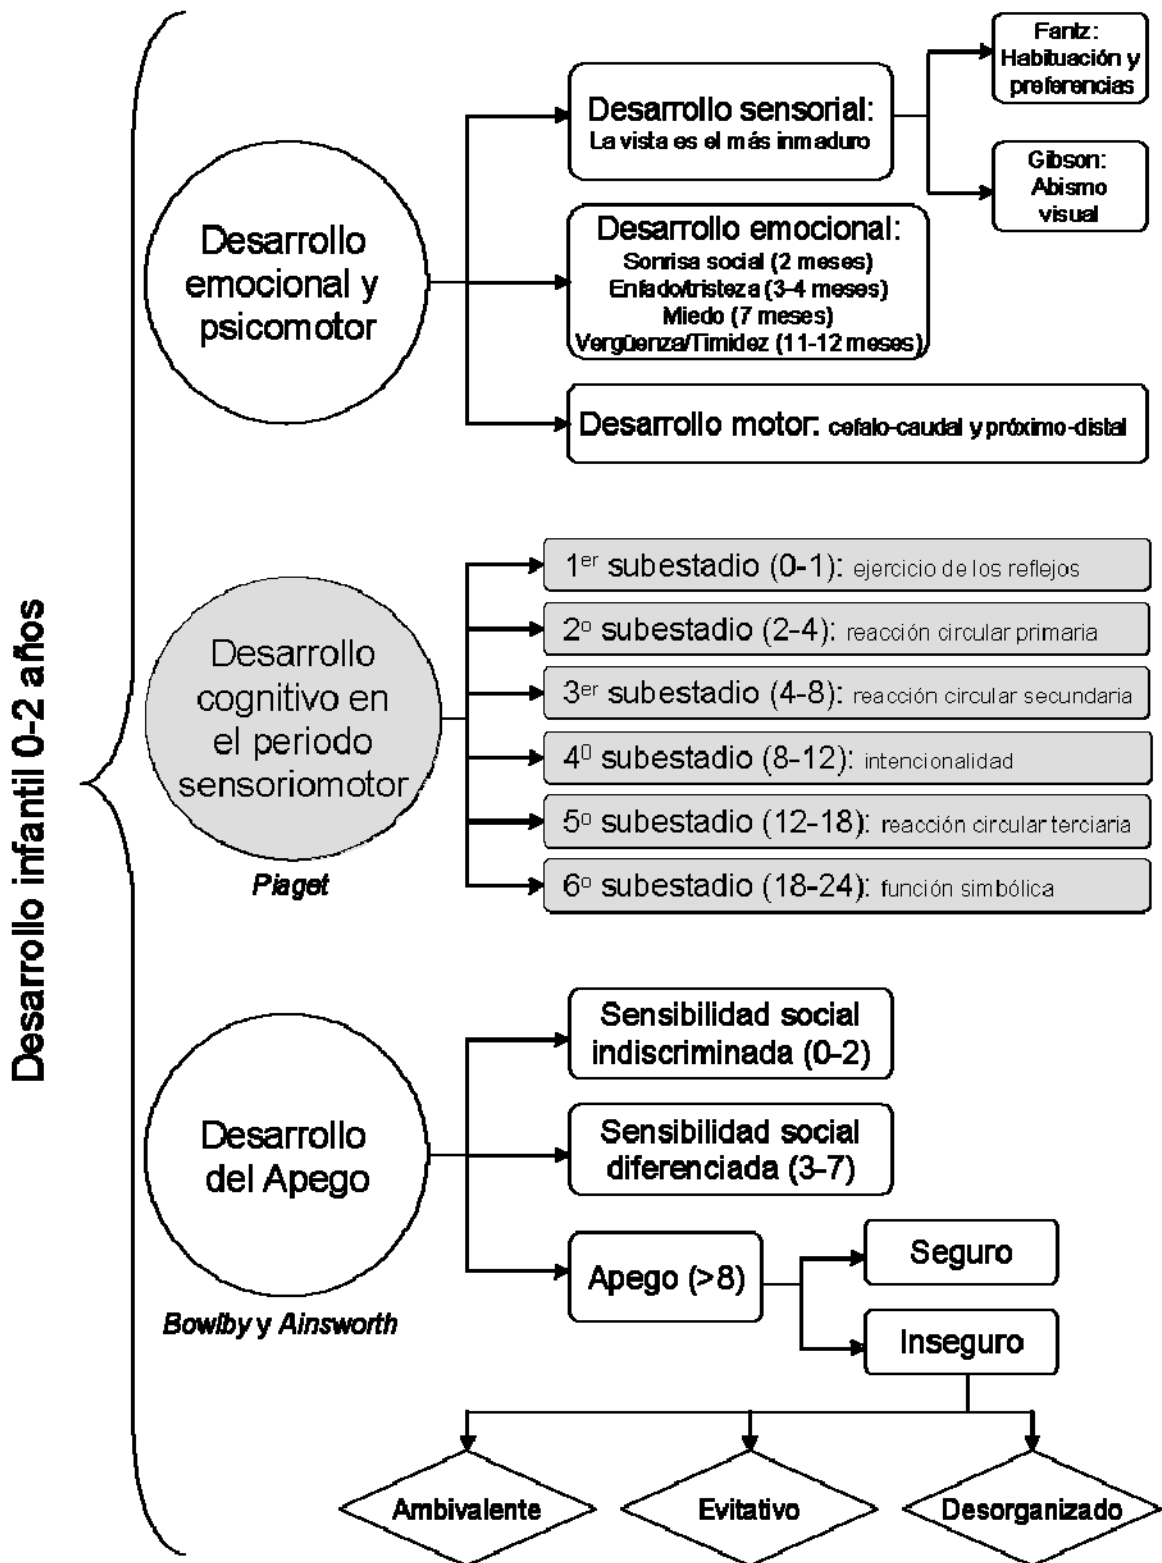 Desarrollo infantil 0-2 años
Desarrollo
emocional y
psicomotor
Desarrollo sensorial:
La vista es el más inmaduro
Fantz:
Habituación y
preferencias
Gibson:
Abismo
visual
Desarrollo emocional:
Sonrisa social (2 meses)
Enfado/tristeza (3-4 meses)
Miedo (7 meses)
Vergüenza/Timidez (11-12 meses)
Desarrollo motor: cefalo-caudal y próximo-distal
Desarrollo
cognitivo en
el periodo
sensoriomotor
Piaget
1er subestadio (0-1): ejercicio de los reflejos
2º subestadio (2-4): reacción circular primaria
3er subestadio (4-8): reacción circular secundaria
4º subestadio (8-12): intencionalidad
5º subestadio (12-18): reacción circular terciaria
6º subestadio (18-24): función simbólica
Desarrollo
del Apego
Bowlby y Ainsworth
Sensibilidad social
indiscriminada (0-2)
Sensibilidad social
diferenciada (3-7)
Apego (>8)
Seguro
Inseguro
Ambivalente
Evitativo
Desorganizado